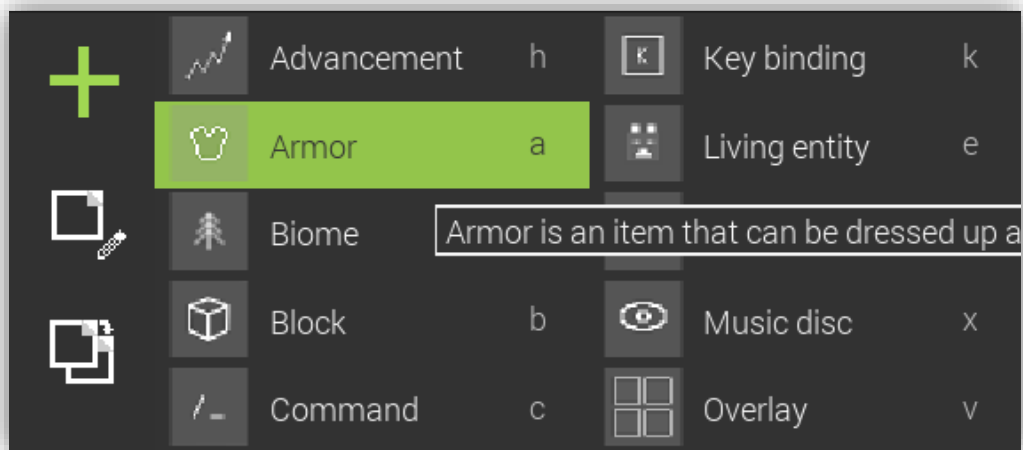 Advancement h
Key binding k
Armor a
Living entity e
Biome
Armor is an item that can be dressed up a
Block b
Music disc x
Command c
Overlay v
K